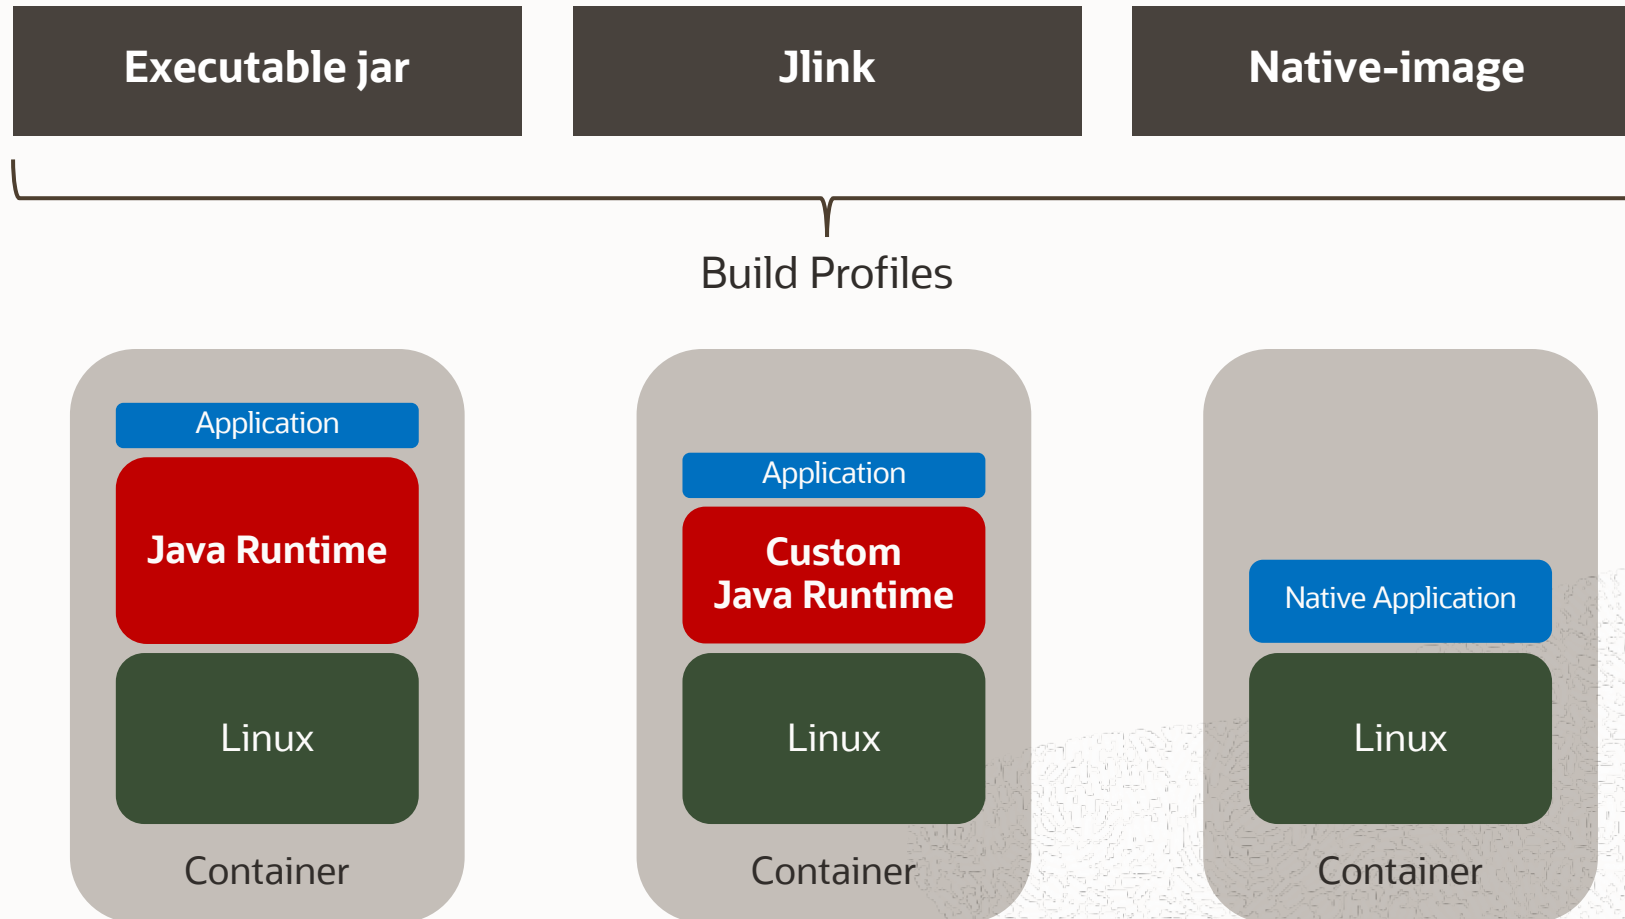 Executable jar
Jlink
Native-image
Build Profiles
Application
Java Runtime
Linux
Container
Application
Custom
Java Runtime
Linux
Container
Native Application
Linux
Container